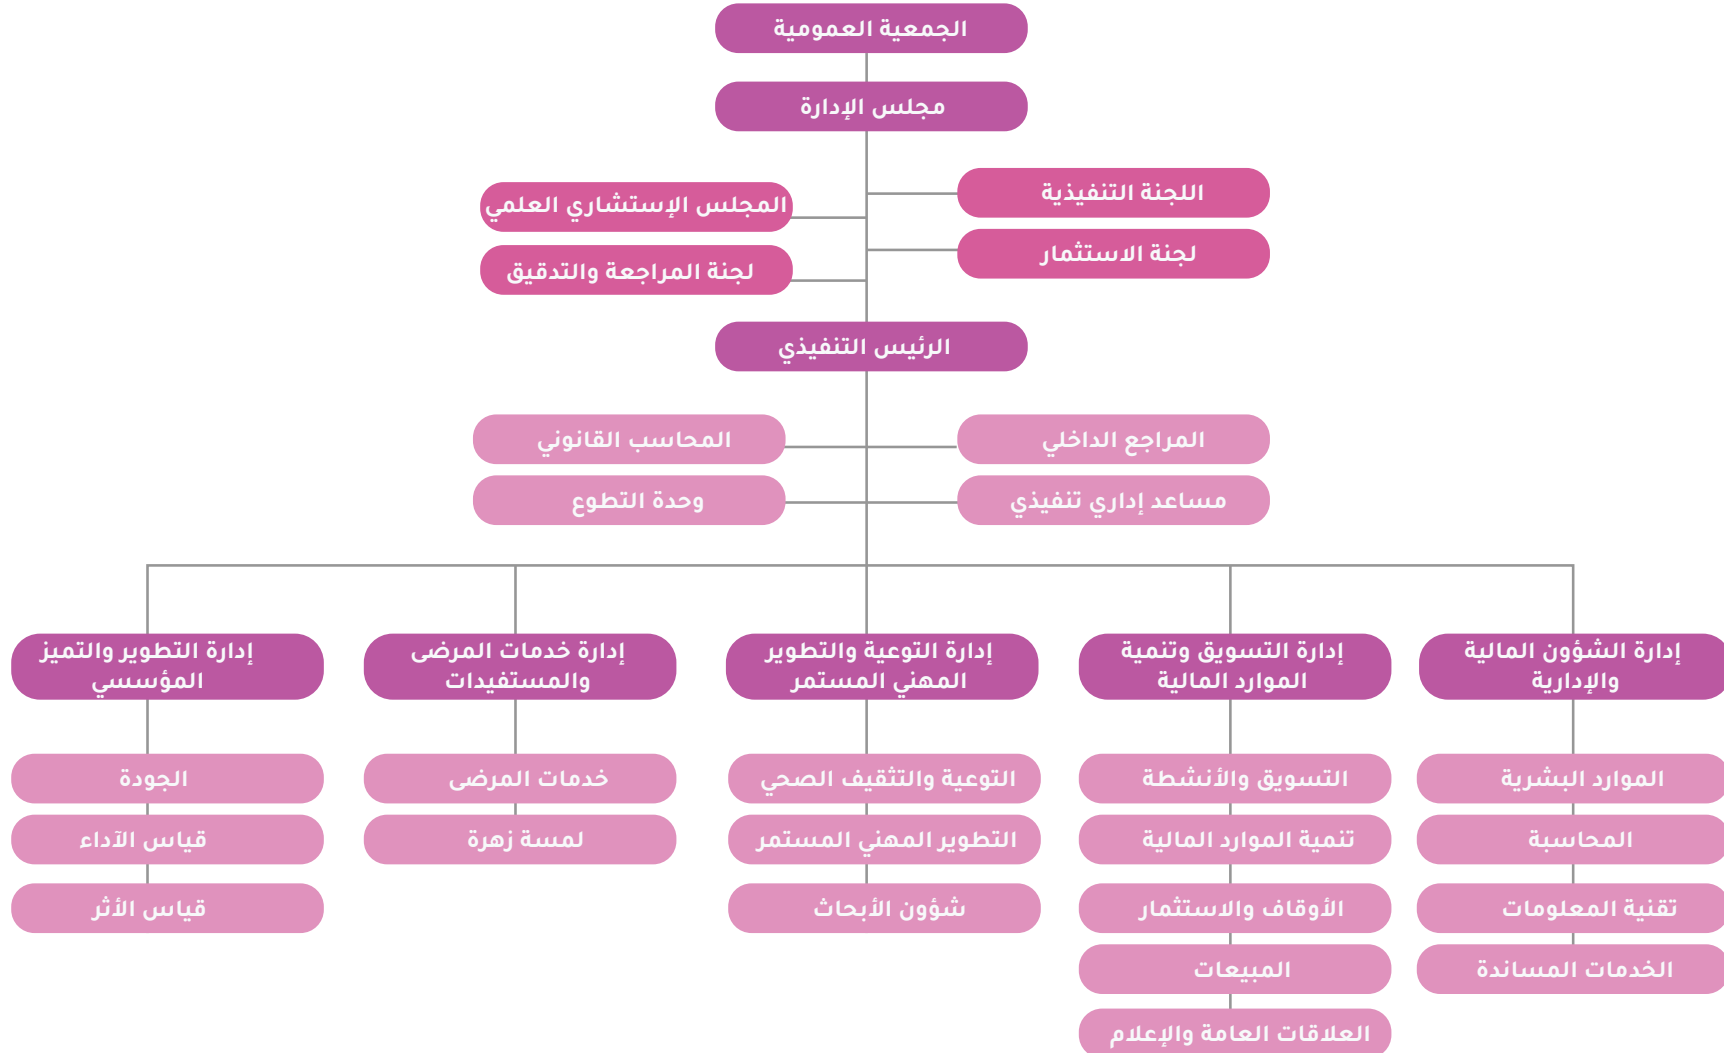 الجمعية العمومية
مجلس الإدارة
اللجنة التنفيذية
المجلس الإستشاري العلمي
لجنة الاستثمار
لجنة المراجعة والتدقيق
الرئيس التنفيذي
المراجع الداخلي
المحاسب القانوني
مساعد إداري تنفيذي
وحدة التطوع
إدارة الشؤون المالية
والإدارية
الموارد البشرية
المحاسبة
تقنية المعلومات
الخدمات المساندة
إدارة التسويق وتنمية
الموارد المالية
التسويق والأنشطة
تنمية الموارد المالية
الأوقاف والاستثمار
المبيعات
العلاقات العامة والإعلام
إدارة التوعية والتطوير
المهني المستمر
التوعية والتثقيف الصحي
التطوير المهني المستمر
شؤون الأبحاث
إدارة خدمات المرضى
والمستفيدات
خدمات المرضى
لمسة زهرة
إدارة التطوير والتميز
المؤسسي
الجودة
قياس الآداء
قياس الأثر